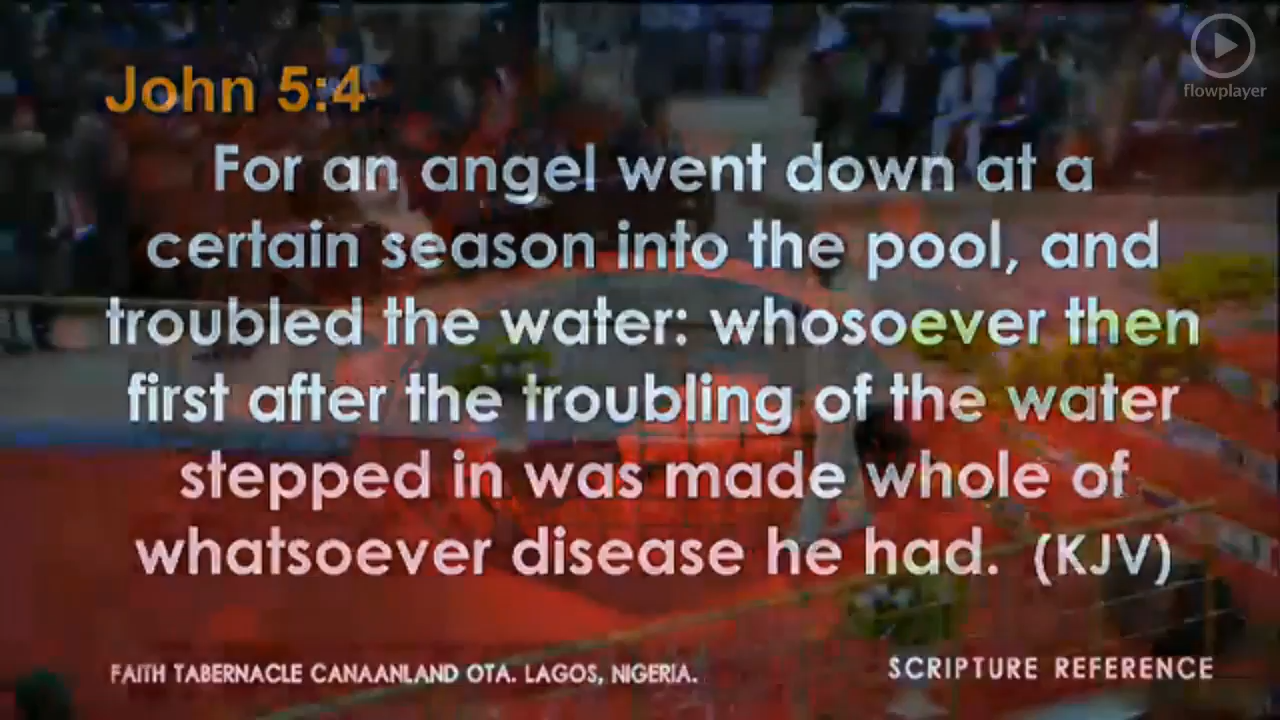 flowplayer
John 5:4
For an angel went down at a
certain season into the pool, and
troubled the water: whosoever then
first after the troubling of the water
stepped in was made whole of
whatsoever disease he had. (KJV)
FAITH TABERNACLE CANAANLAND OTA. LAGOS, NIGERIA.
SCRIPTURE REFERENCE